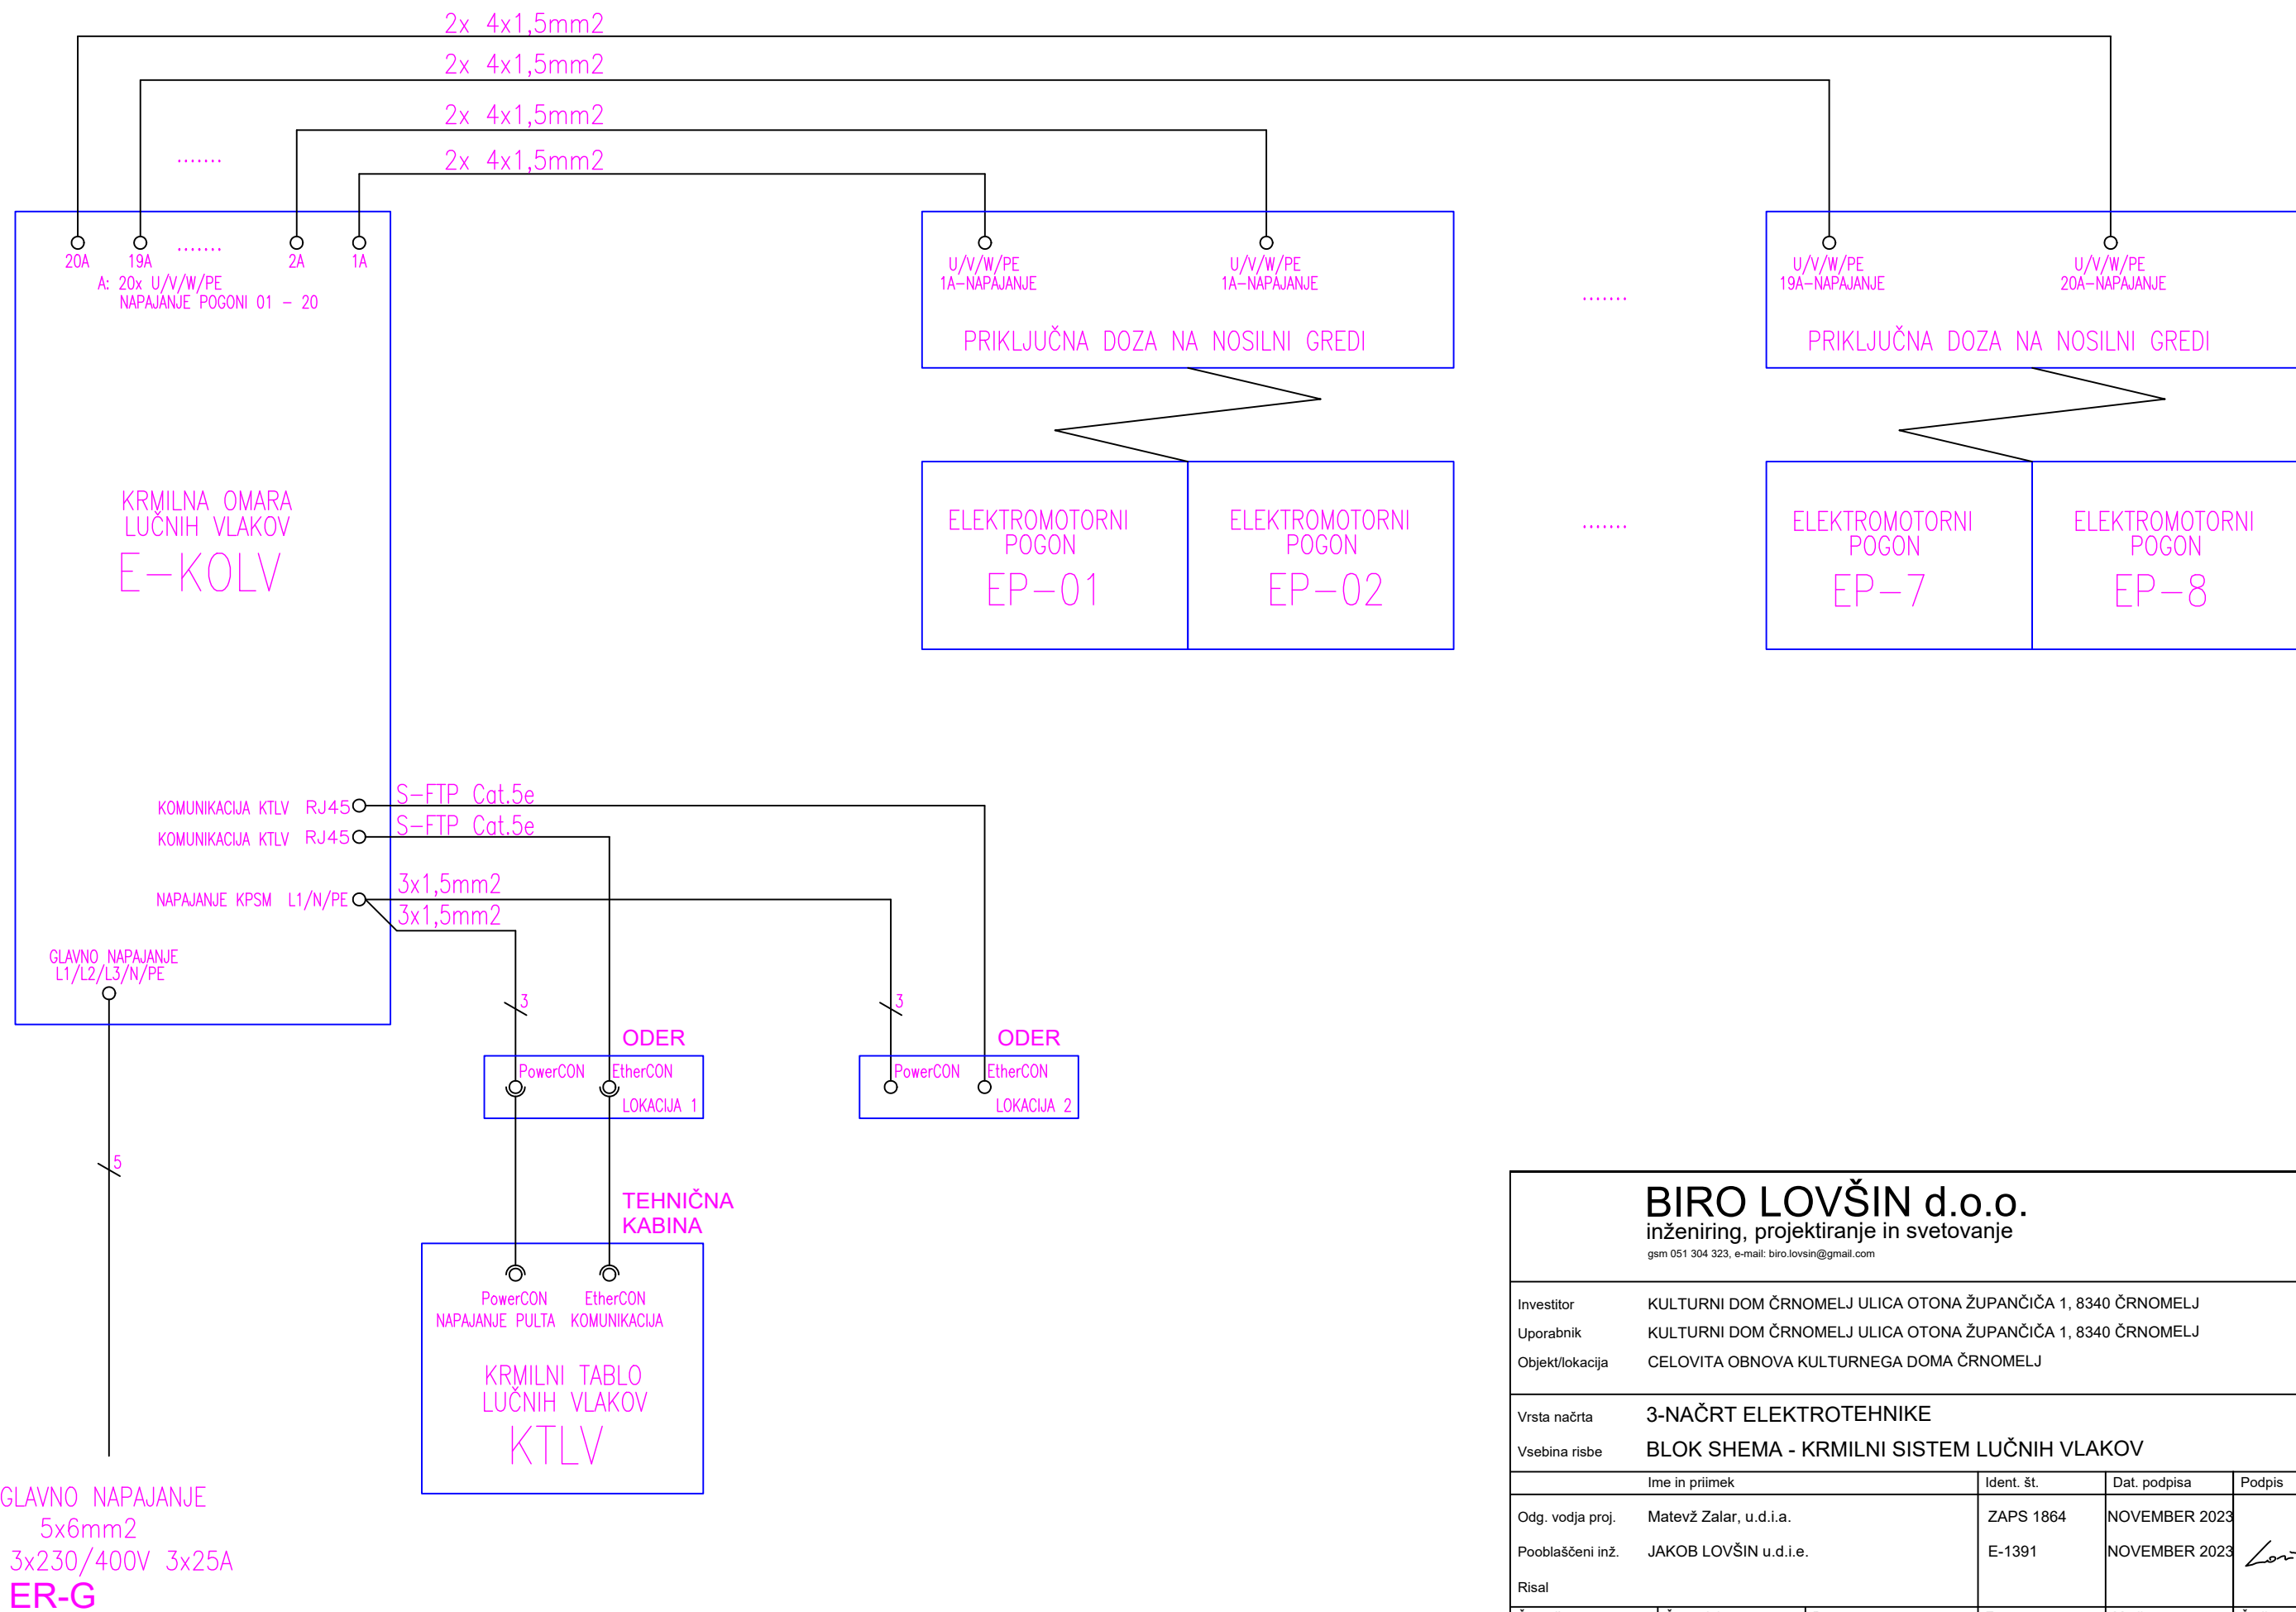 2x 4x1,5mm2
2x 4x1,5mm2
2x 4x1,5mm2
.......
2x 4x1,5mm2
20A 19A ....... 2A 1A
A: 20x U/V/W/PE
NAPAJANJE POGONI 01 - 20
U/V/W/PE
1A-NAPAJANJE
U/V/W/PE
1A-NAPAJANJE
PRIKLJUČNA DOZA NA NOSILNI GREDI
.......
U/V/W/PE
19A-NAPAJANJE
U/V/W/PE
20A-NAPAJANJE
PRIKLJUČNA DOZA NA NOSILNI GREDI
KRMILNA OMARA
LUČNIH VLAKOV
E-KOLV
ELEKTROMOTORNI
POGON
EP-01
ELEKTROMOTORNI
POGON
EP-02
.......
ELEKTROMOTORNI
POGON
EP-7
ELEKTROMOTORNI
POGON
EP-8
KOMUNIKACIJA KTLV RJ45 S-FTP Cat.5e
KOMUNIKACIJA KTLV RJ45 S-FTP Cat.5e
NAPAJANJE KPSM L1/N/PE 3x1,5mm2
3x1,5mm2
GLAVNO NAPAJANJE
L1/L2/L3/N/PE
3
3
ODER
PowerCON EtherCON
LOKACIJA 1
ODER
PowerCON EtherCON
LOKACIJA 2
5
TEHNIČNA
KABINA
PowerCON EtherCON
NAPAJANJE PULTA KOMUNIKACIJA
KRMILNI TABLO
LUČNIH VLAKOV
KTLV
GLAVNO NAPAJANJE
5x6mm2
3x230/400V 3x25A
ER-G
BIRO LOVŠIN d.o.o.
inženiring, projektiranje in svetovanje
gsm 051 304 323, e-mail: biro.lovsin@gmail.com
Investitor KULTURNI DOM ČRNOMELJ ULICA OTONA ŽUPANČIČA 1, 8340 ČRNOMELJ
Uporabnik KULTURNI DOM ČRNOMELJ ULICA OTONA ŽUPANČIČA 1, 8340 ČRNOMELJ
Objekt/lokacija CELOVITA OBNOVA KULTURNEGA DOMA ČRNOMELJ
Vrsta načrta 3-NAČRT ELEKTROTEHNIKE
Vsebina risbe BLOK SHEMA - KRMILNI SISTEM LUČNIH VLAKOV
Ime in priimek Ident. št. Dat. podpisa Podpis
Odg. vodja proj. Matevž Zalar, u.d.i.a. ZAPS 1864 NOVEMBER 2023
Pooblaščeni inž. JAKOB LOVŠIN u.d.i.e. E-1391 NOVEMBER 2023
Risal